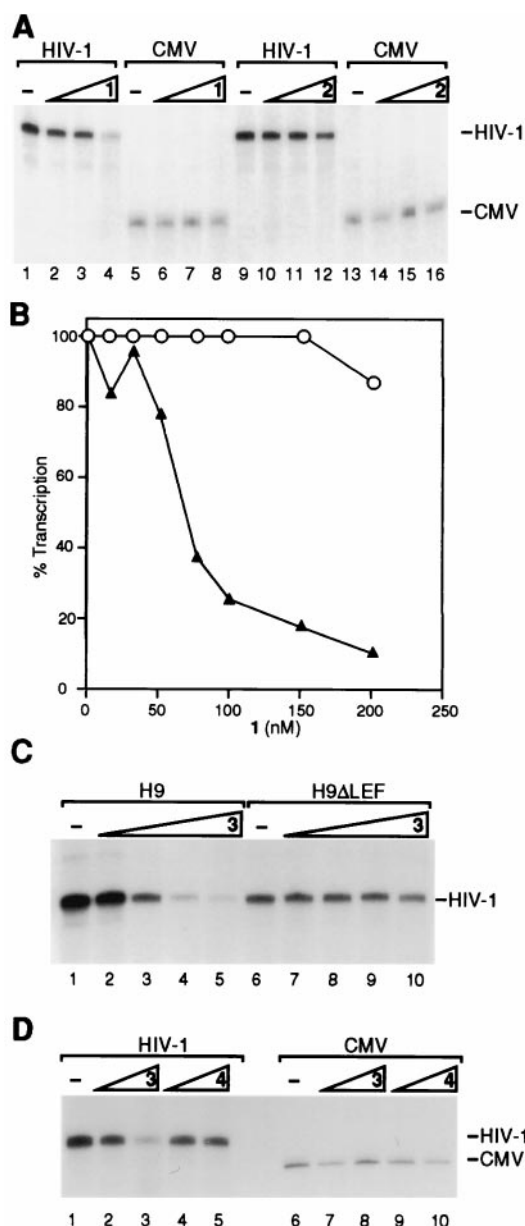 A
HIV-1 CMV HIV-1 CMV
– 1 – 1 – 2 – 2
–HIV-1
–CMV
1 2 3 4 5 6 7 8 9 10 11 12 13 14 15 16
B
100
80
60
40
20
0
% Transcription
0 50 100 150 200 250
1 (nM)
C
H9 H9ΔLEF
– 3 – 3
–HIV-1
1 2 3 4 5 6 7 8 9 10
D
HIV-1 CMV
– 3 4 – 3 4
–HIV-1
–CMV
1 2 3 4 5 6 7 8 9 10